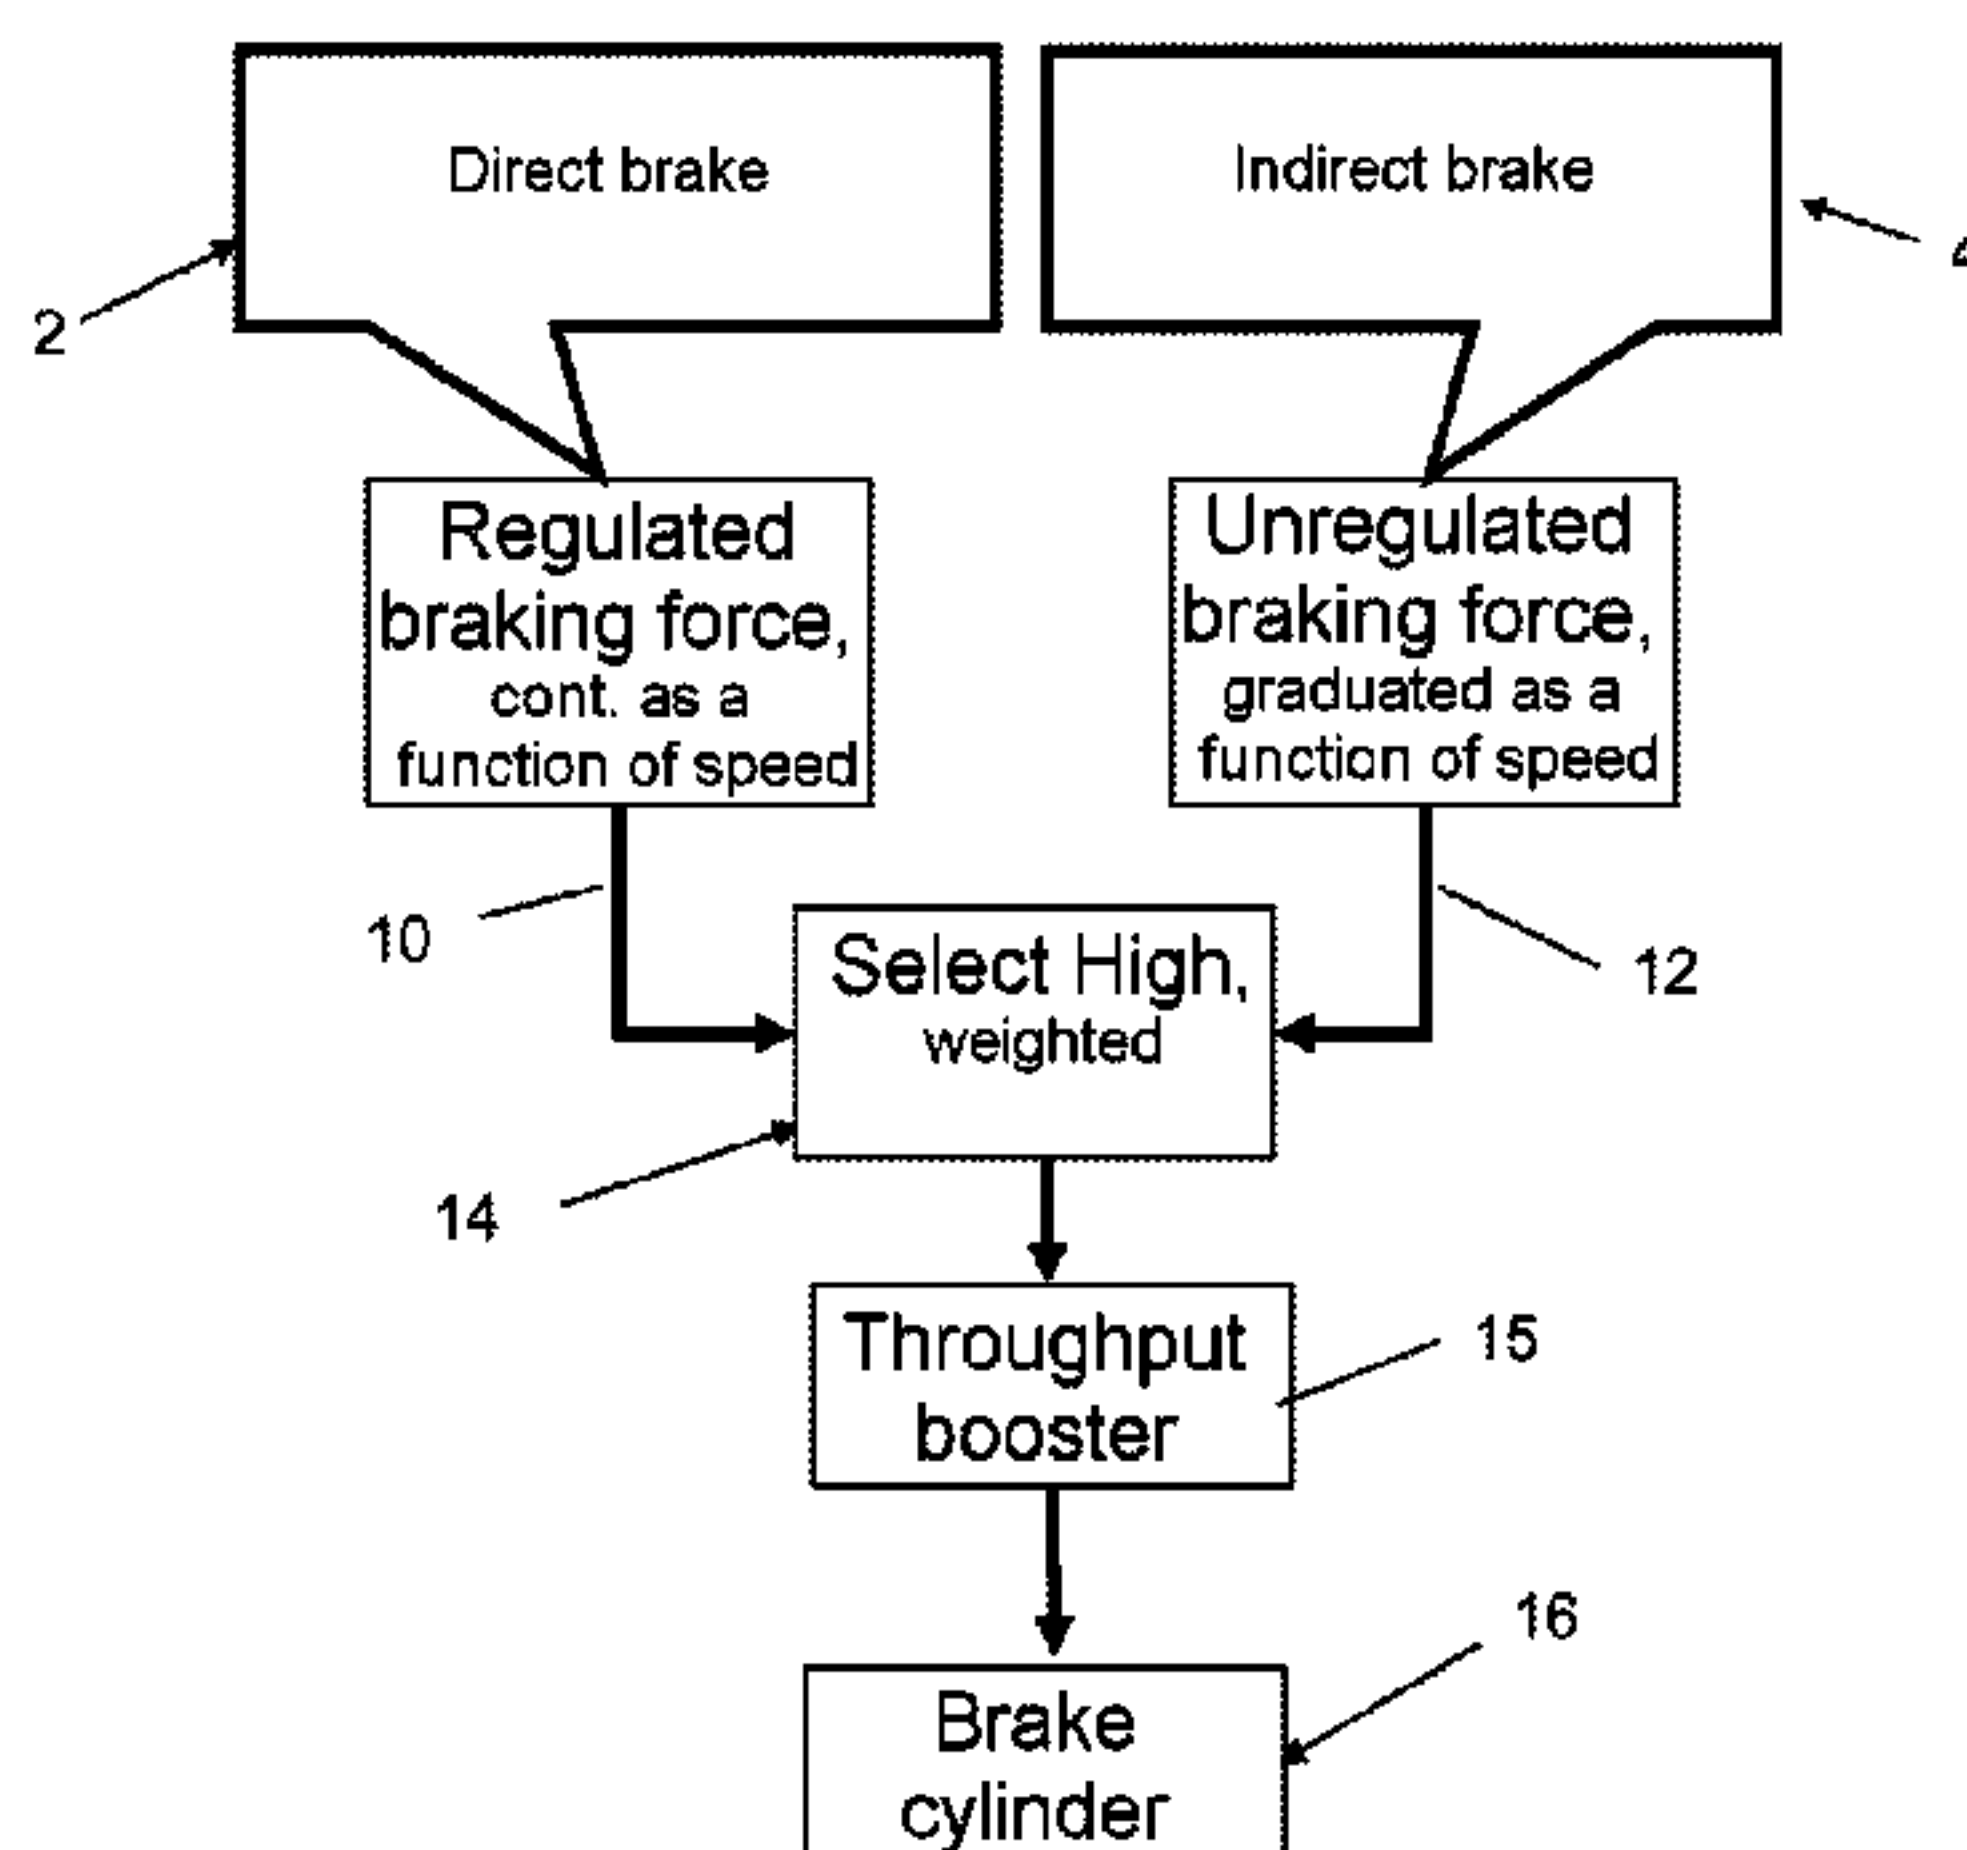 Direct brake
Indirect brake
2
Regulated
braking force,
cont. as a
function of speed
Unregulated
braking force,
graduated as a
function of speed
10
12
Select High,
weighted
14
Throughput
booster
15
16
Brake
cylinder